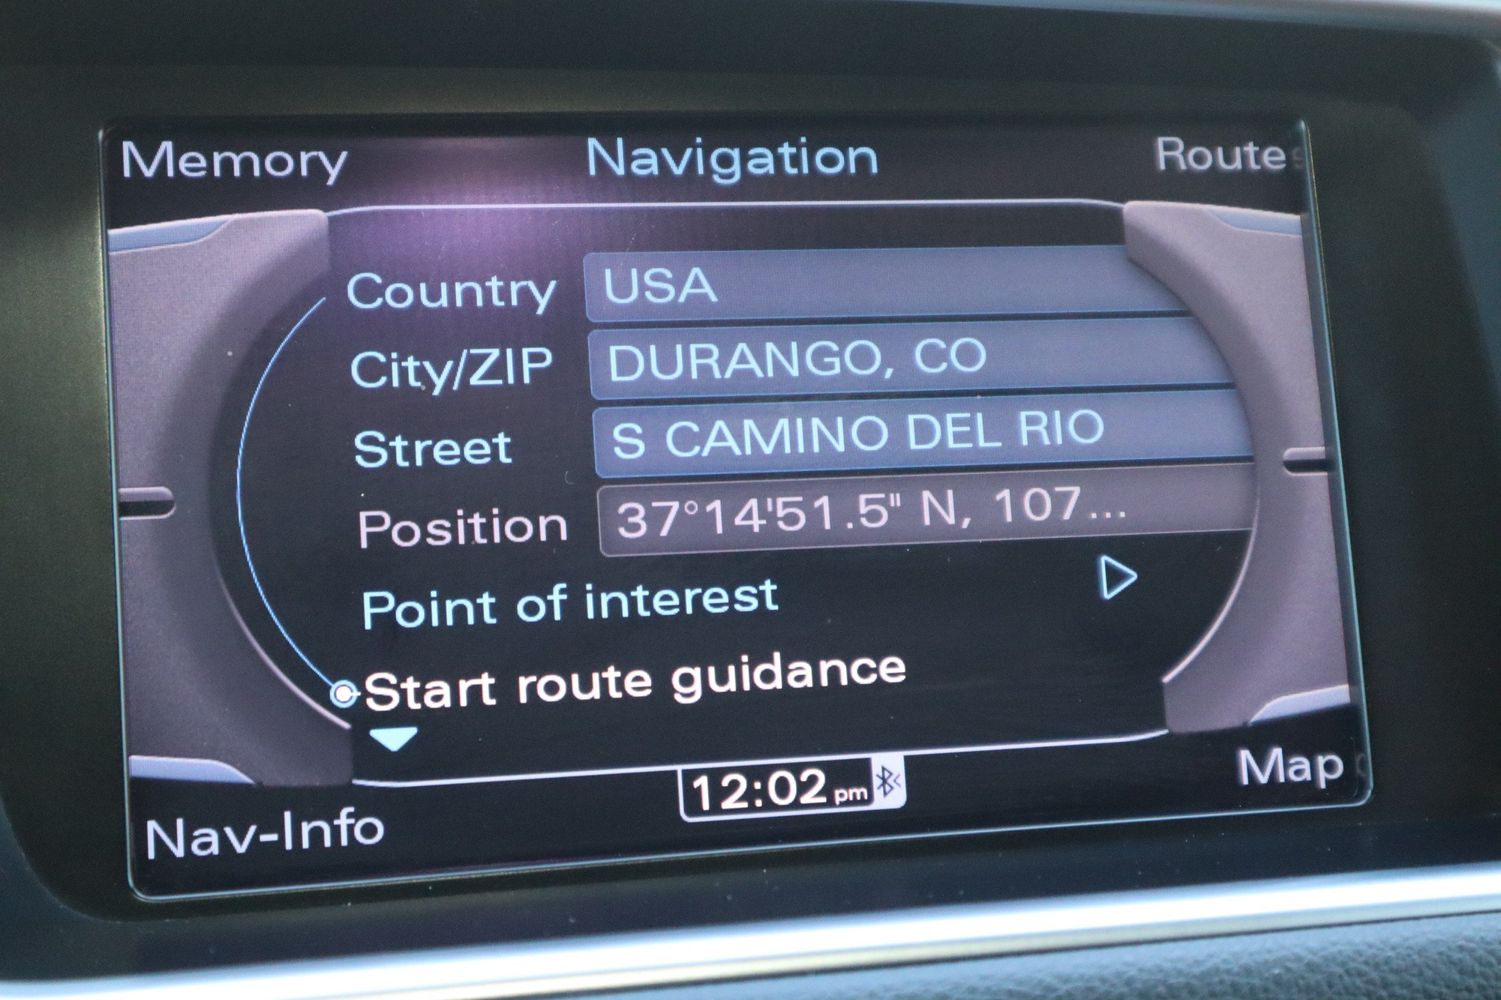 Memory Navigation Route
Country USA
City/ZIP DURANGO, CO
Street S CAMINO DEL RIO
Position 37°14'51.5" N, 107...
Point of interest
Start route guidance
12:02 pm
Nav-Info Map